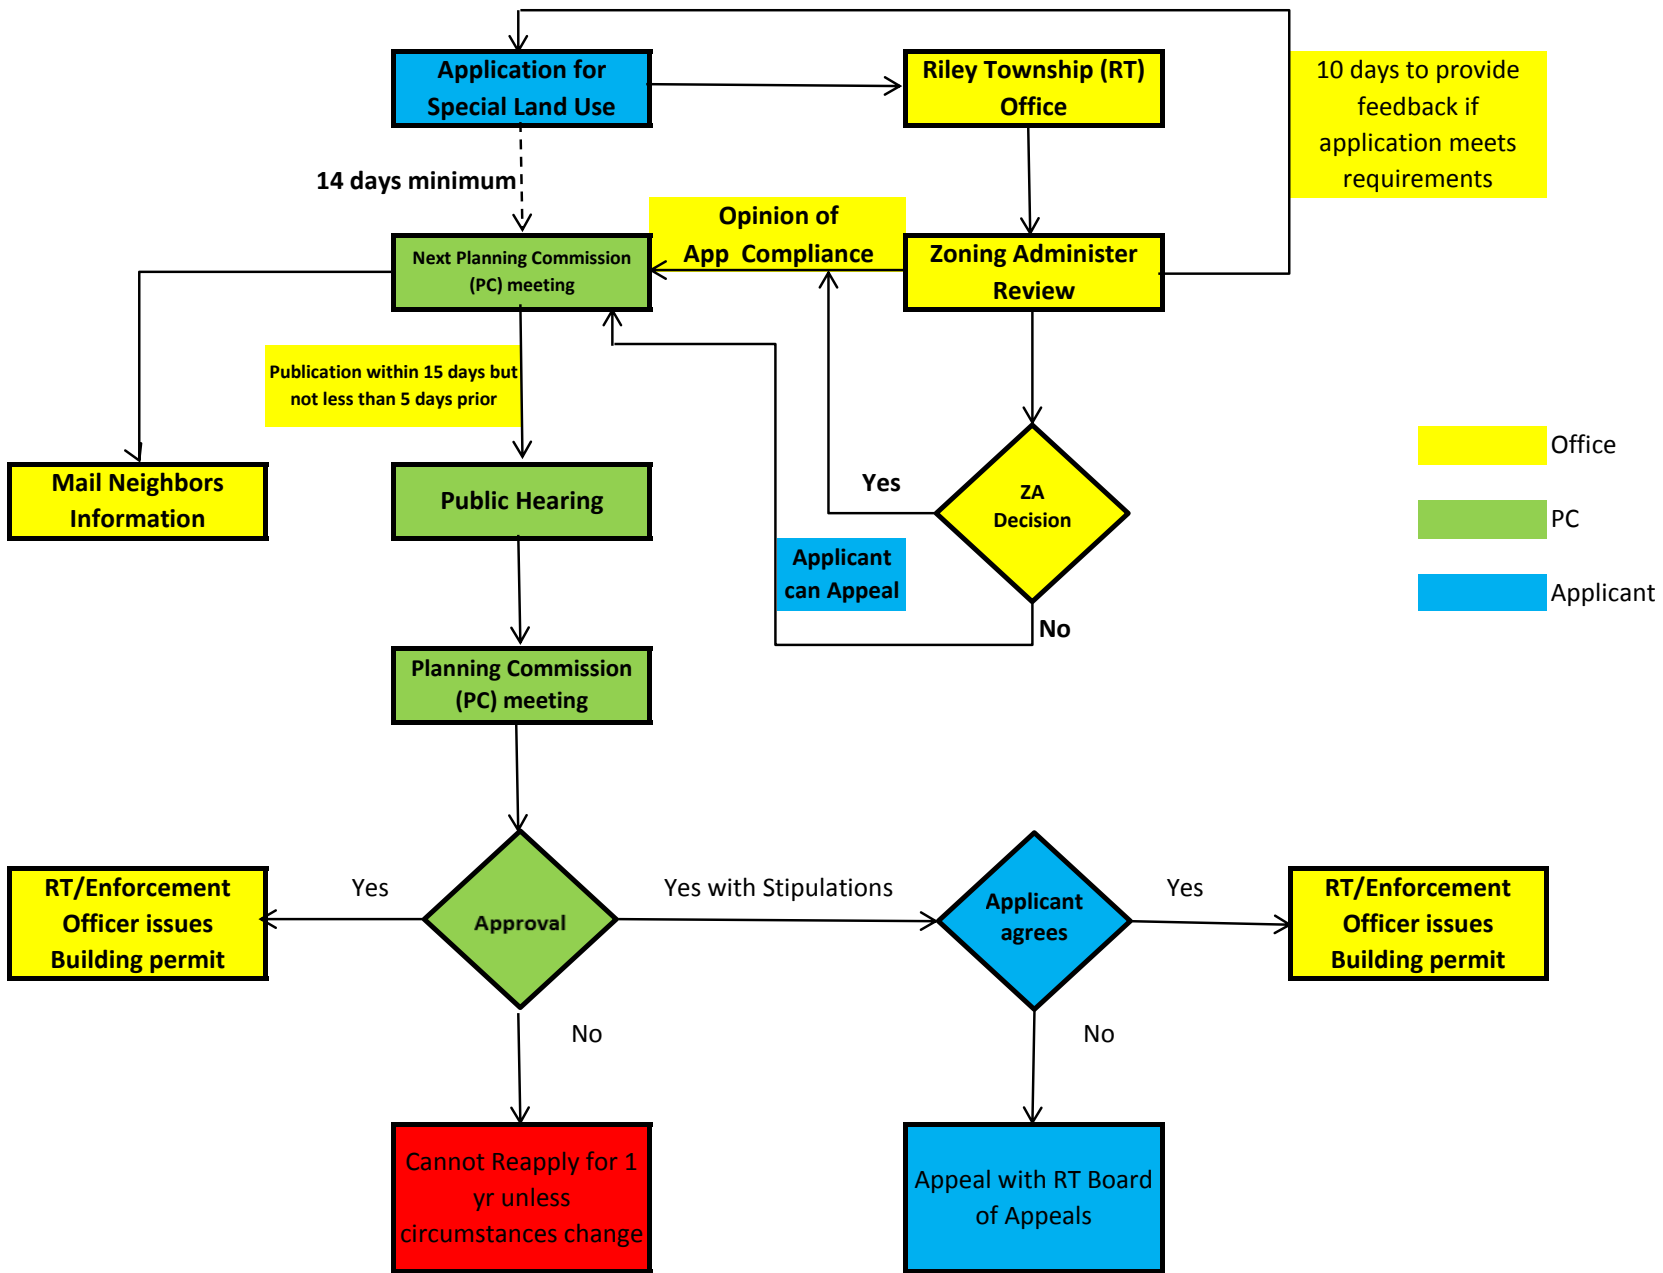 Application for
Special Land Use
Riley Township (RT)
Office
10 days to provide
feedback if
application meets
requirements
14 days minimum
Opinion of
App Compliance
Next Planning Commission
(PC) meeting
Zoning Administer
Review
Publication within 15 days but
not less than 5 days prior
Mail Neighbors
Information
Public Hearing
Yes
ZA
Decision
Office
PC
Applicant
Applicant
can Appeal
No
Planning Commission
(PC) meeting
RT/Enforcement
Officer issues
Building permit
Yes
Approval
Yes with Stipulations
Applicant
agrees
Yes
RT/Enforcement
Officer issues
Building permit
No
No
Cannot Reapply for 1
yr unless
circumstances change
Appeal with RT Board
of Appeals